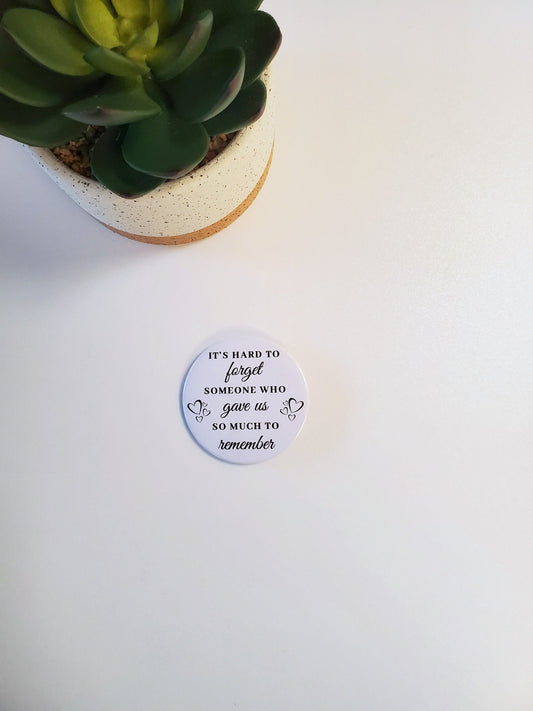 IT'S HARD TO
forget
SOMEONE WHO
gave us
SO MUCH TO
remember